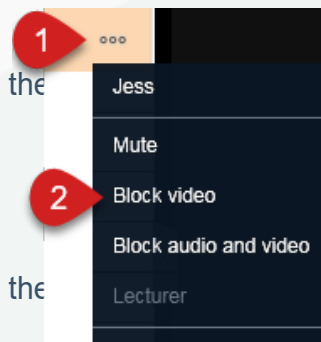 1
the
Jess
Mute
2
Block video
Block audio and video
the
Lecturer